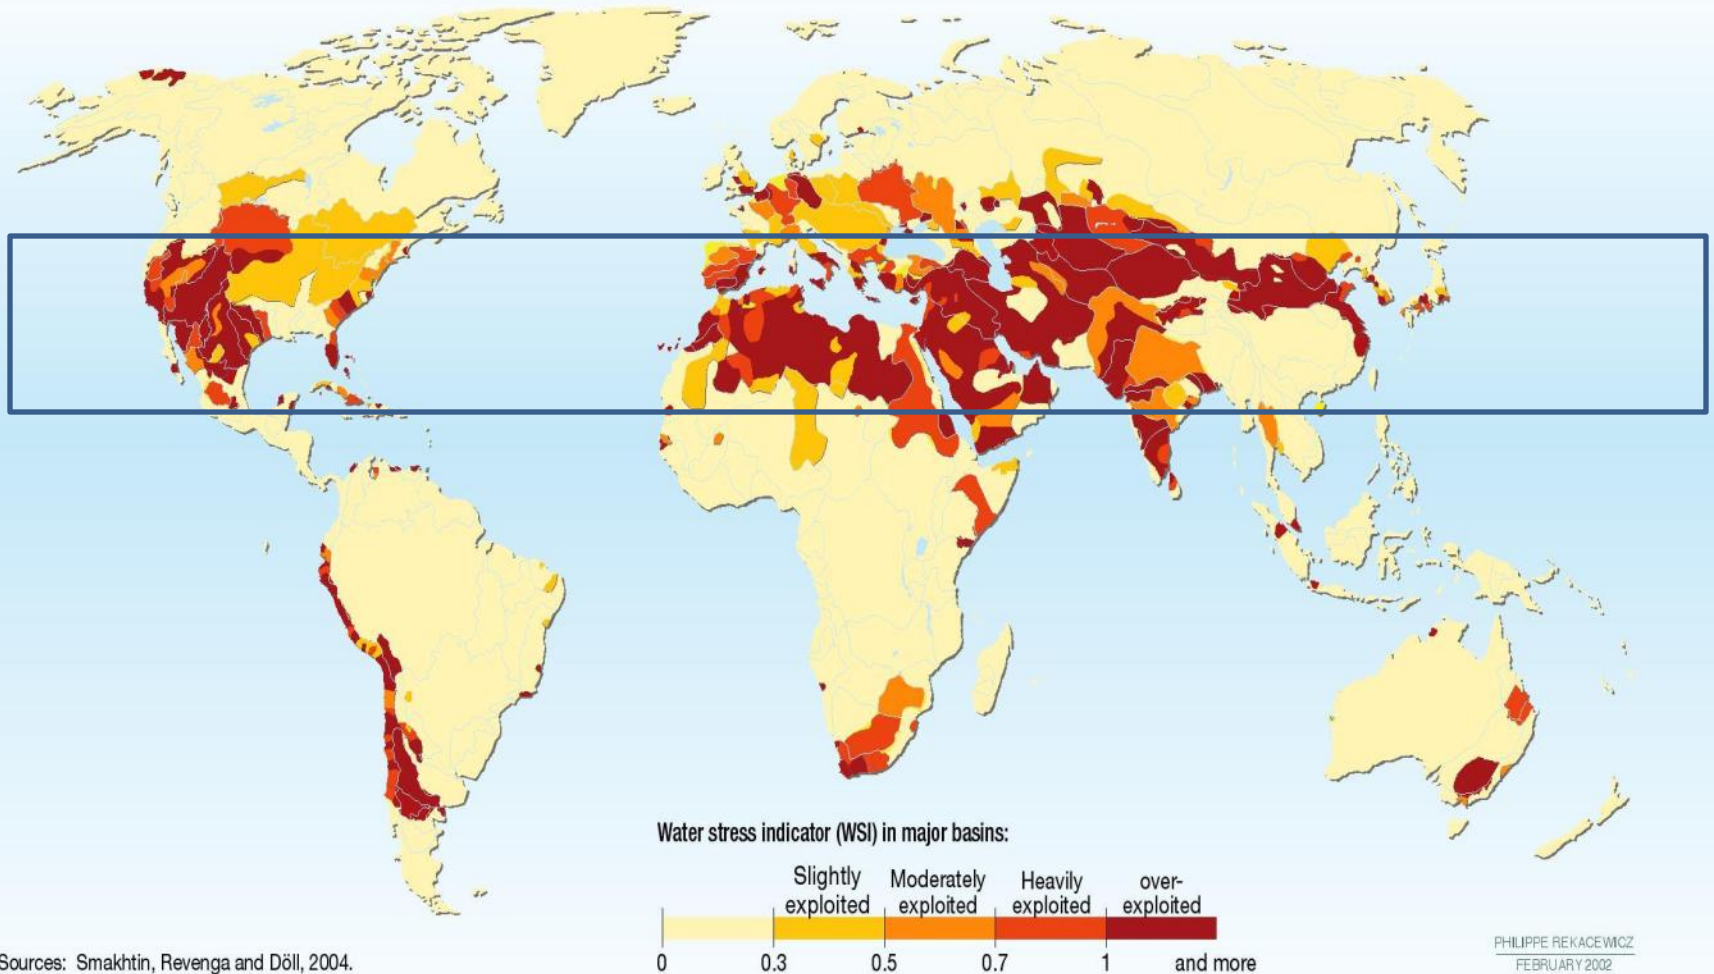 Water stress indicator (WSI) in major basins:
Slightly exploited
Moderately exploited
Heavily exploited
over-exploited
0 0.3 0.5 0.7 1 and more
Sources: Smakhtin, Revenga and Döll, 2004.
PHILIPPE REKACEWICZ
FEBRUARY 2002